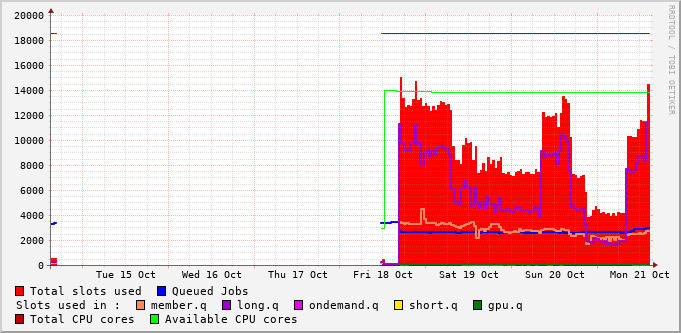 20000
18000
16000
14000
12000
10000
8000
6000
4000
2000
0
Tue 15 Oct Wed 16 Oct Thu 17 Oct Fri 18 Oct Sat 19 Oct Sun 20 Oct Mon 21 Oct
RRDTOOL / TOBI OETIKER
Total slots used Queued Jobs
Slots used in : member.q long.q ondemand.q short.q gpu.q
Total CPU cores Available CPU cores